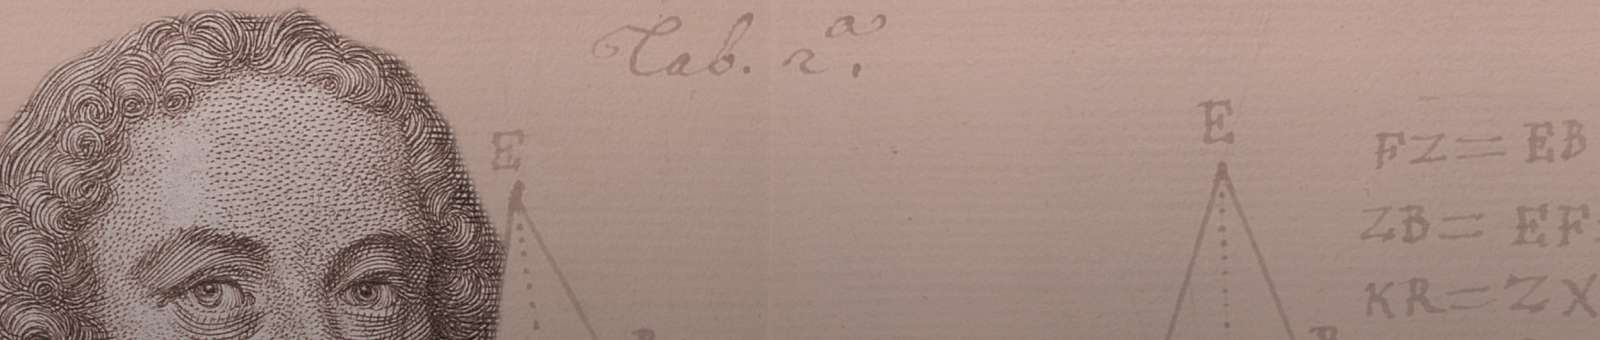 Tab. 2ª.
E
E
FZ = EB
ZB = EF
KR = ZX
B